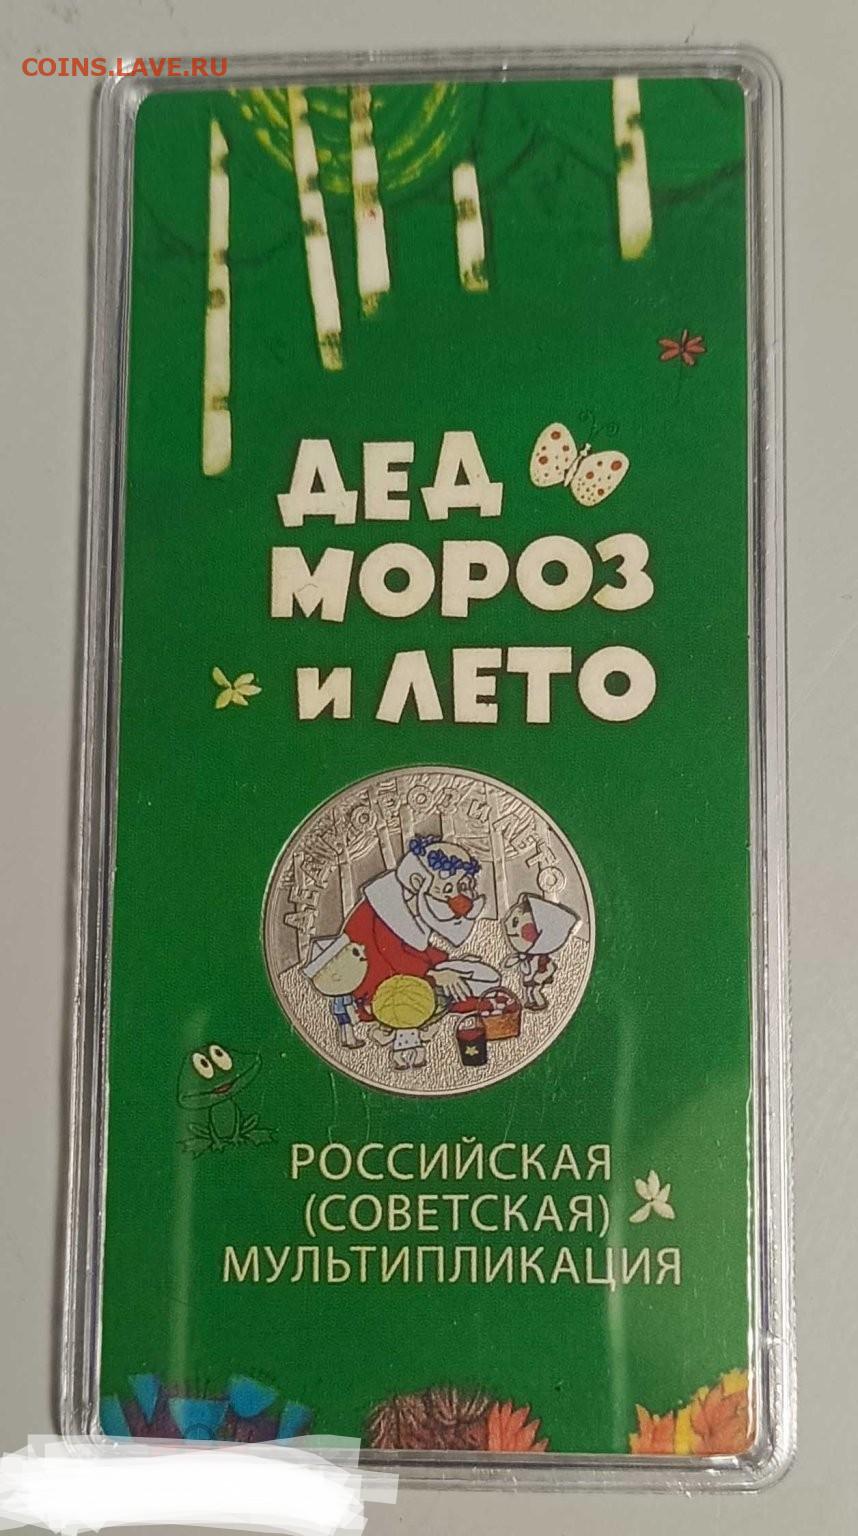 COINS.LAVE.RU
ДЕД
МОРОЗ
и ЛЕТО
ДЕД МОРОЗ И ЛЕТО
РОССИЙСКАЯ
(СОВЕТСКАЯ)
МУЛЬТИПЛИКАЦИЯ